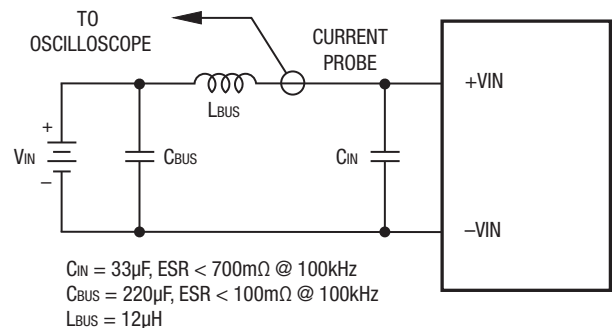 TO
OSCILLOSCOPE
CURRENT
PROBE
+VIN
LBUS
+
VIN
–
CBUS
CIN
–VIN
CIN = 33µF, ESR < 700mΩ @ 100kHz
CBUS = 220µF, ESR < 100mΩ @ 100kHz
LBUS = 12µH